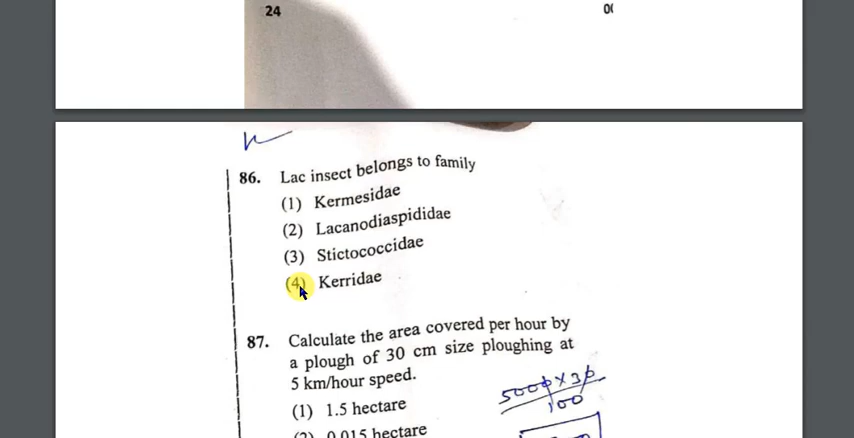 24
86. Lac insect belongs to family
(1) Kermesidae
(2) Lacanodiaspididae
(3) Stictococcidae
(4) Kerridae
87. Calculate the area covered per hour by
a plough of 30 cm size ploughing at
5 km/hour speed.
5000 x 30
100
(1) 1.5 hectare
(2) 0.015 hectare